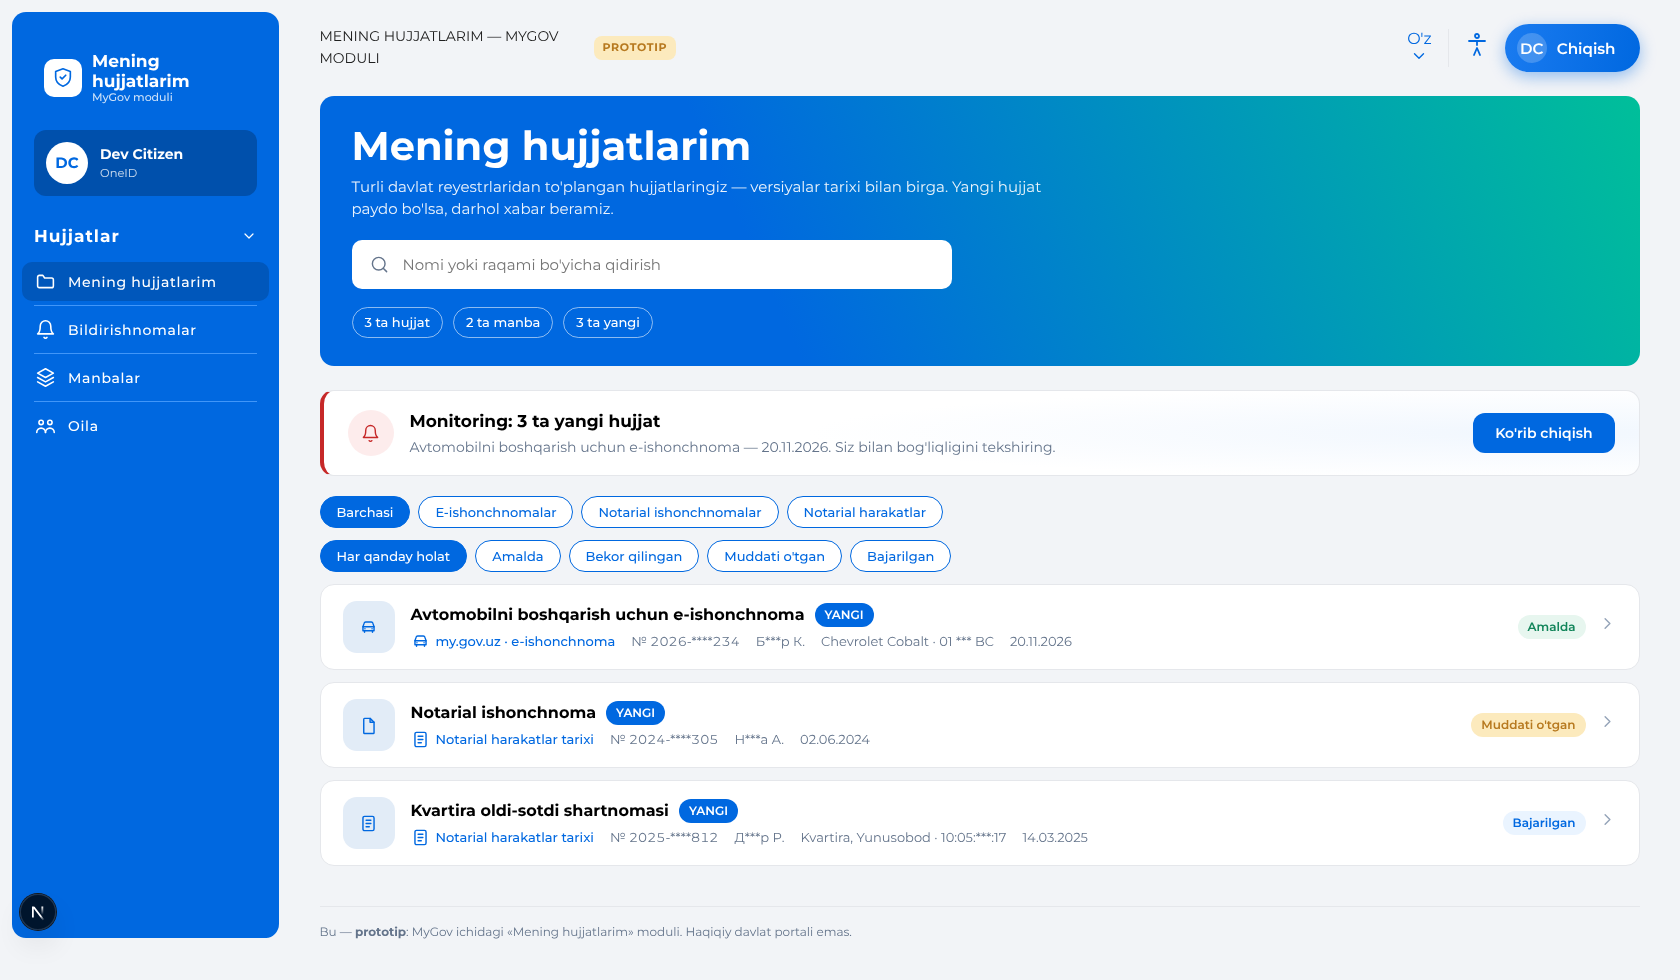 Mening
hujjatlarim
MyGov moduli
DC
Dev Citizen
OneID
Hujjatlar
Mening hujjatlarim
Bildirishnomalar
Manbalar
Oila
N
MENING HUJJATLARIM — MYGOV
MODULI
PROTOTIP
O'z
DC Chiqish
Mening hujjatlarim
Turli davlat reyestrlaridan to'plangan hujjatlaringiz — versiyalar tarixi bilan birga. Yangi hujjat
paydo bo'lsa, darhol xabar beramiz.
Nomi yoki raqami bo'yicha qidirish
3 ta hujjat 2 ta manba 3 ta yangi
Monitoring: 3 ta yangi hujjat
Avtomobilni boshqarish uchun e-ishonchnoma — 20.11.2026. Siz bilan bog'liqligini tekshiring.
Ko'rib chiqish
Barchasi E-ishonchnomalar Notarial ishonchnomalar Notarial harakatlar
Har qanday holat Amalda Bekor qilingan Muddati o'tgan Bajarilgan
Avtomobilni boshqarish uchun e-ishonchnoma YANGI
my.gov.uz · e-ishonchnoma № 2026-****234 Б***р К. Chevrolet Cobalt · 01 *** BC 20.11.2026
Amalda
Notarial ishonchnoma YANGI
Notarial harakatlar tarixi № 2024-****305 Н***а А. 02.06.2024
Muddati o'tgan
Kvartira oldi-sotdi shartnomasi YANGI
Notarial harakatlar tarixi № 2025-****812 Д***р Р. Kvartira, Yunusobod · 10:05:***:17 14.03.2025
Bajarilgan
Bu — prototip: MyGov ichidagi «Mening hujjatlarim» moduli. Haqiqiy davlat portali emas.